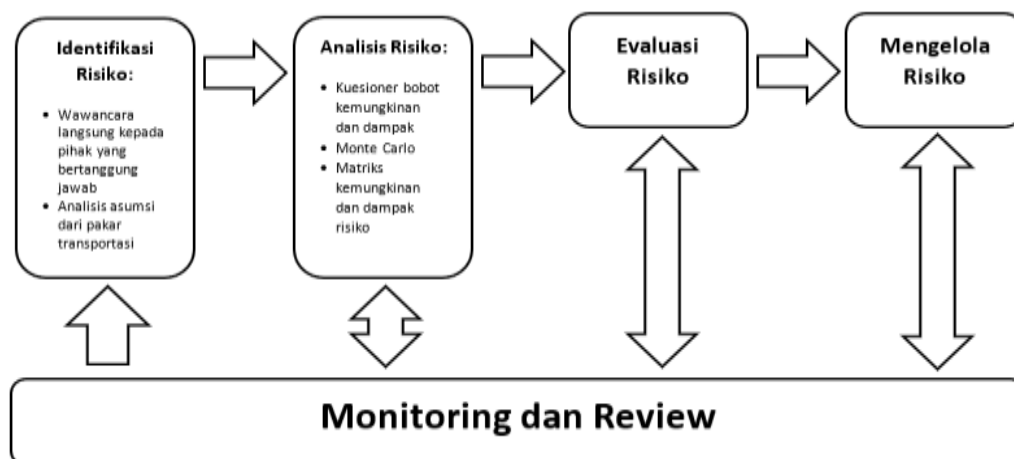 Identifikasi
Risiko:
• Wawancara
langsung kepada
pihak yang
bertanggung
jawab
• Analisis asumsi
dari pakar
transportasi
Analisis Risiko:
• Kuesioner bobot
kemungkinan
dan dampak
• Monte Carlo
• Matriks
kemungkinan
dan dampak
risiko
Evaluasi
Risiko
Mengelola
Risiko
Monitoring dan Review